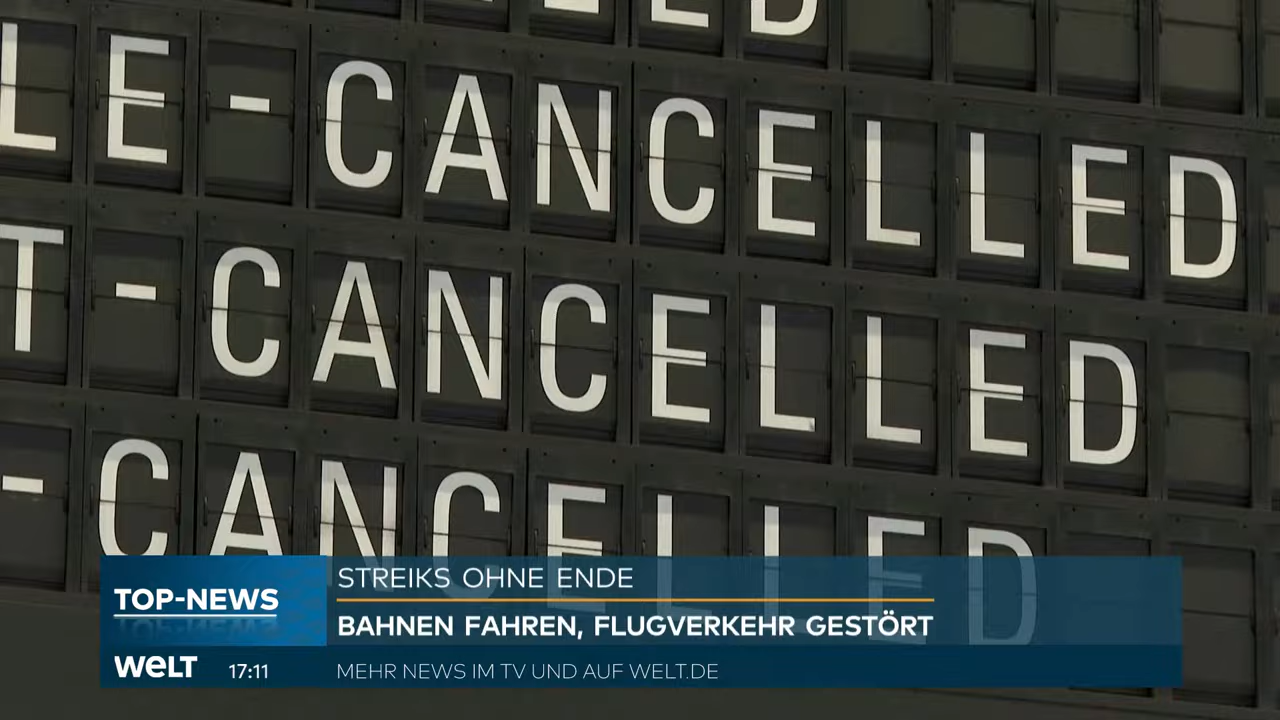 LE-CANCELLED
T-CANCELLED
-CANCELLED
TOP-NEWS
STREIKS OHNE ENDE
BAHNEN FAHREN, FLUGVERKEHR GESTÖRT
WELT 17:11
MEHR NEWS IM TV UND AUF WELT.DE